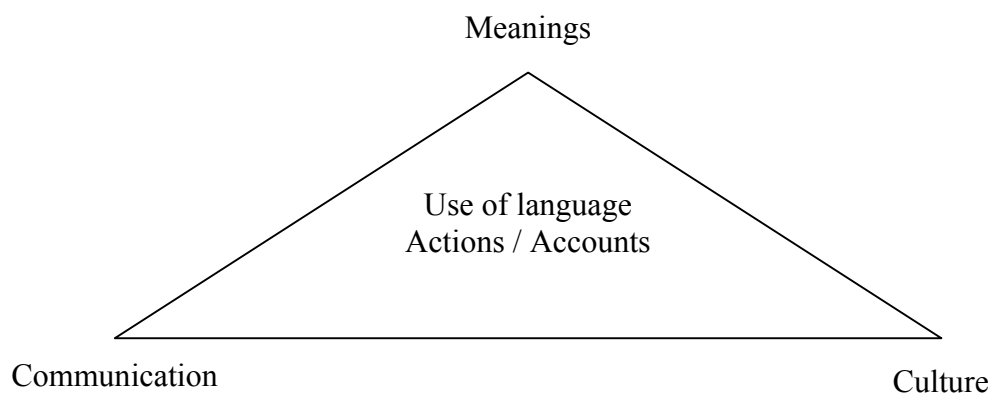 Meanings
Use of language
Actions / Accounts
Communication
Culture